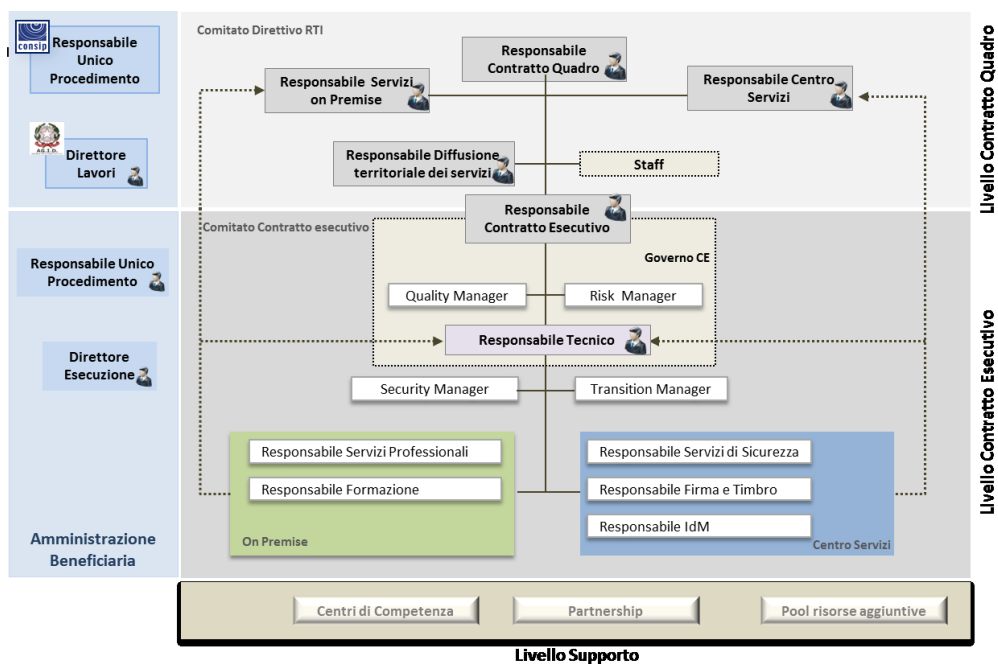 consip
Responsabile
Unico
Procedimento
A.G.I.D.
Direttore
Lavori
Responsabile Unico
Procedimento
Direttore
Esecuzione
Amministrazione
Beneficiaria
Comitato Direttivo RTI
Responsabile
Contratto Quadro
Responsabile Servizi
on Premise
Responsabile Centro
Servizi
Responsabile Diffusione
territoriale dei servizi
Staff
Responsabile
Contratto Esecutivo
Comitato Contratto esecutivo
Governo CE
Quality Manager
Risk Manager
Responsabile Tecnico
Security Manager
Transition Manager
Responsabile Servizi Professionali
Responsabile Formazione
On Premise
Responsabile Servizi di Sicurezza
Responsabile Firma e Timbro
Responsabile IdM
Centro Servizi
Livello Contratto Quadro
Livello Contratto Esecutivo
Centri di Competenza
Partnership
Pool risorse aggiuntive
Livello Supporto